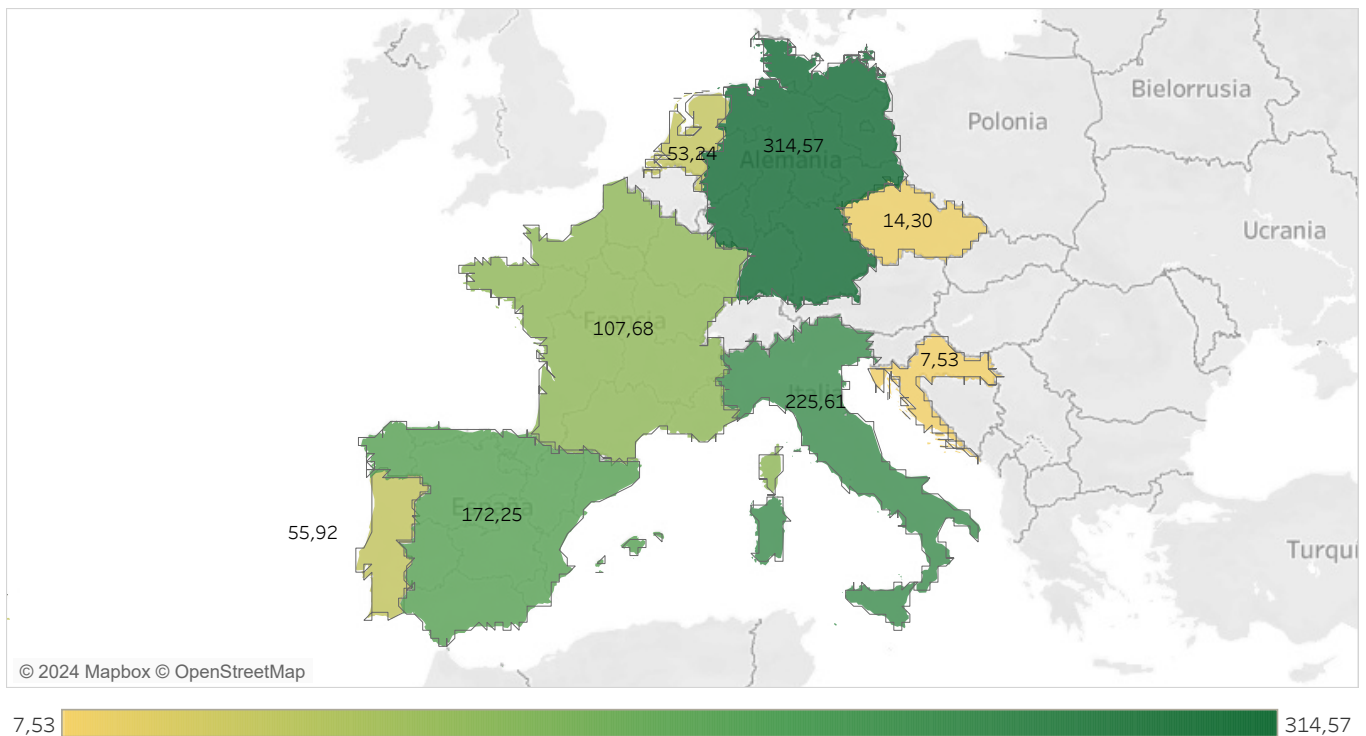 Bielorrusia
Polonia
314,57
53,24
Alemania
14,30
Ucrania
Francia
107,68
7,53
Italia
225,61
España
172,25
55,92
Turquí
© 2024 Mapbox © OpenStreetMap
7,53
314,57